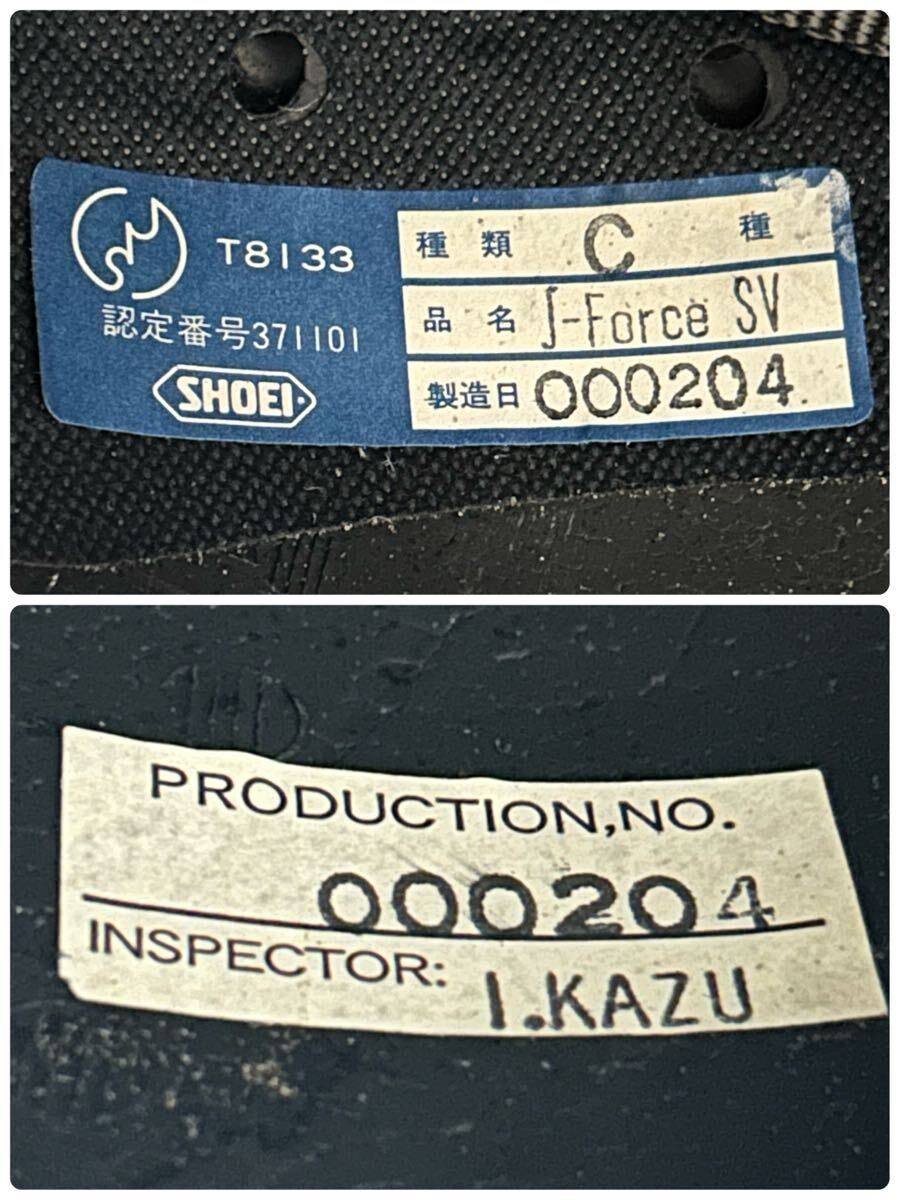 T8133
認定番号371101
SHOEI
種類 C 種
品名 J-Force SV
製造日 000204
PRODUCTION,NO.
000204
INSPECTOR: I.KAZU